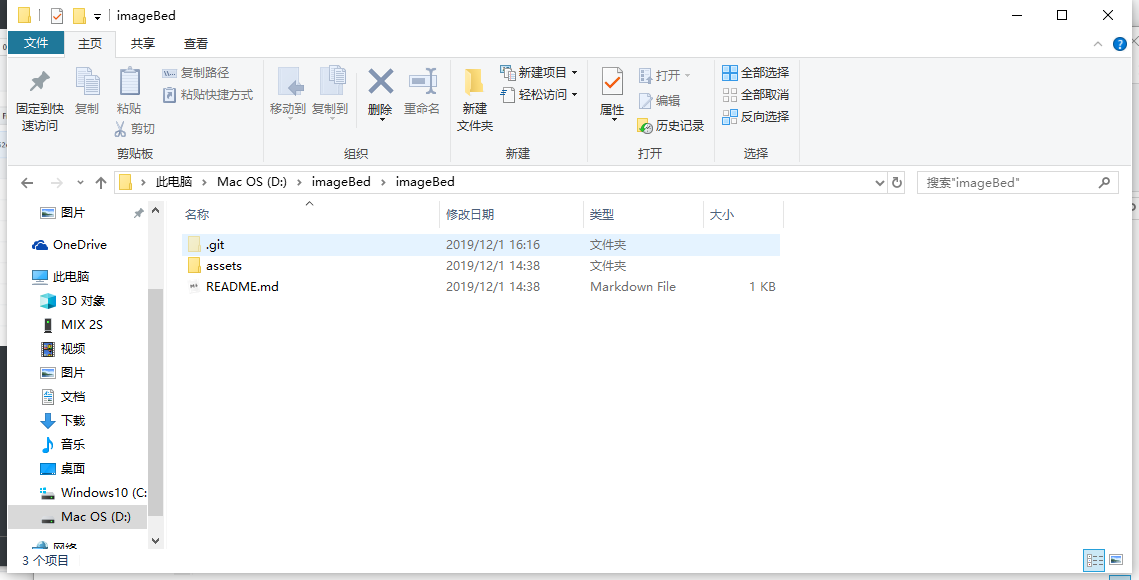 imageBed
文件 主页 共享 查看
固定到快速访问
复制
粘贴
复制路径
粘贴快捷方式
剪切
剪贴板
移动到
复制到
删除
重命名
组织
新建文件夹
新建项目
轻松访问
新建
属性
打开
编辑
历史记录
打开
全部选择
全部取消
反向选择
选择
此电脑 > Mac OS (D:) > imageBed > imageBed
搜索"imageBed"
名称 修改日期 类型 大小
.git 2019/12/1 16:16 文件夹
assets 2019/12/1 14:38 文件夹
README.md 2019/12/1 14:38 Markdown File 1 KB
图片
OneDrive
此电脑
3D 对象
MIX 2S
视频
图片
文档
下载
音乐
桌面
Windows10 (C:
Mac OS (D:)
网络
3 个项目